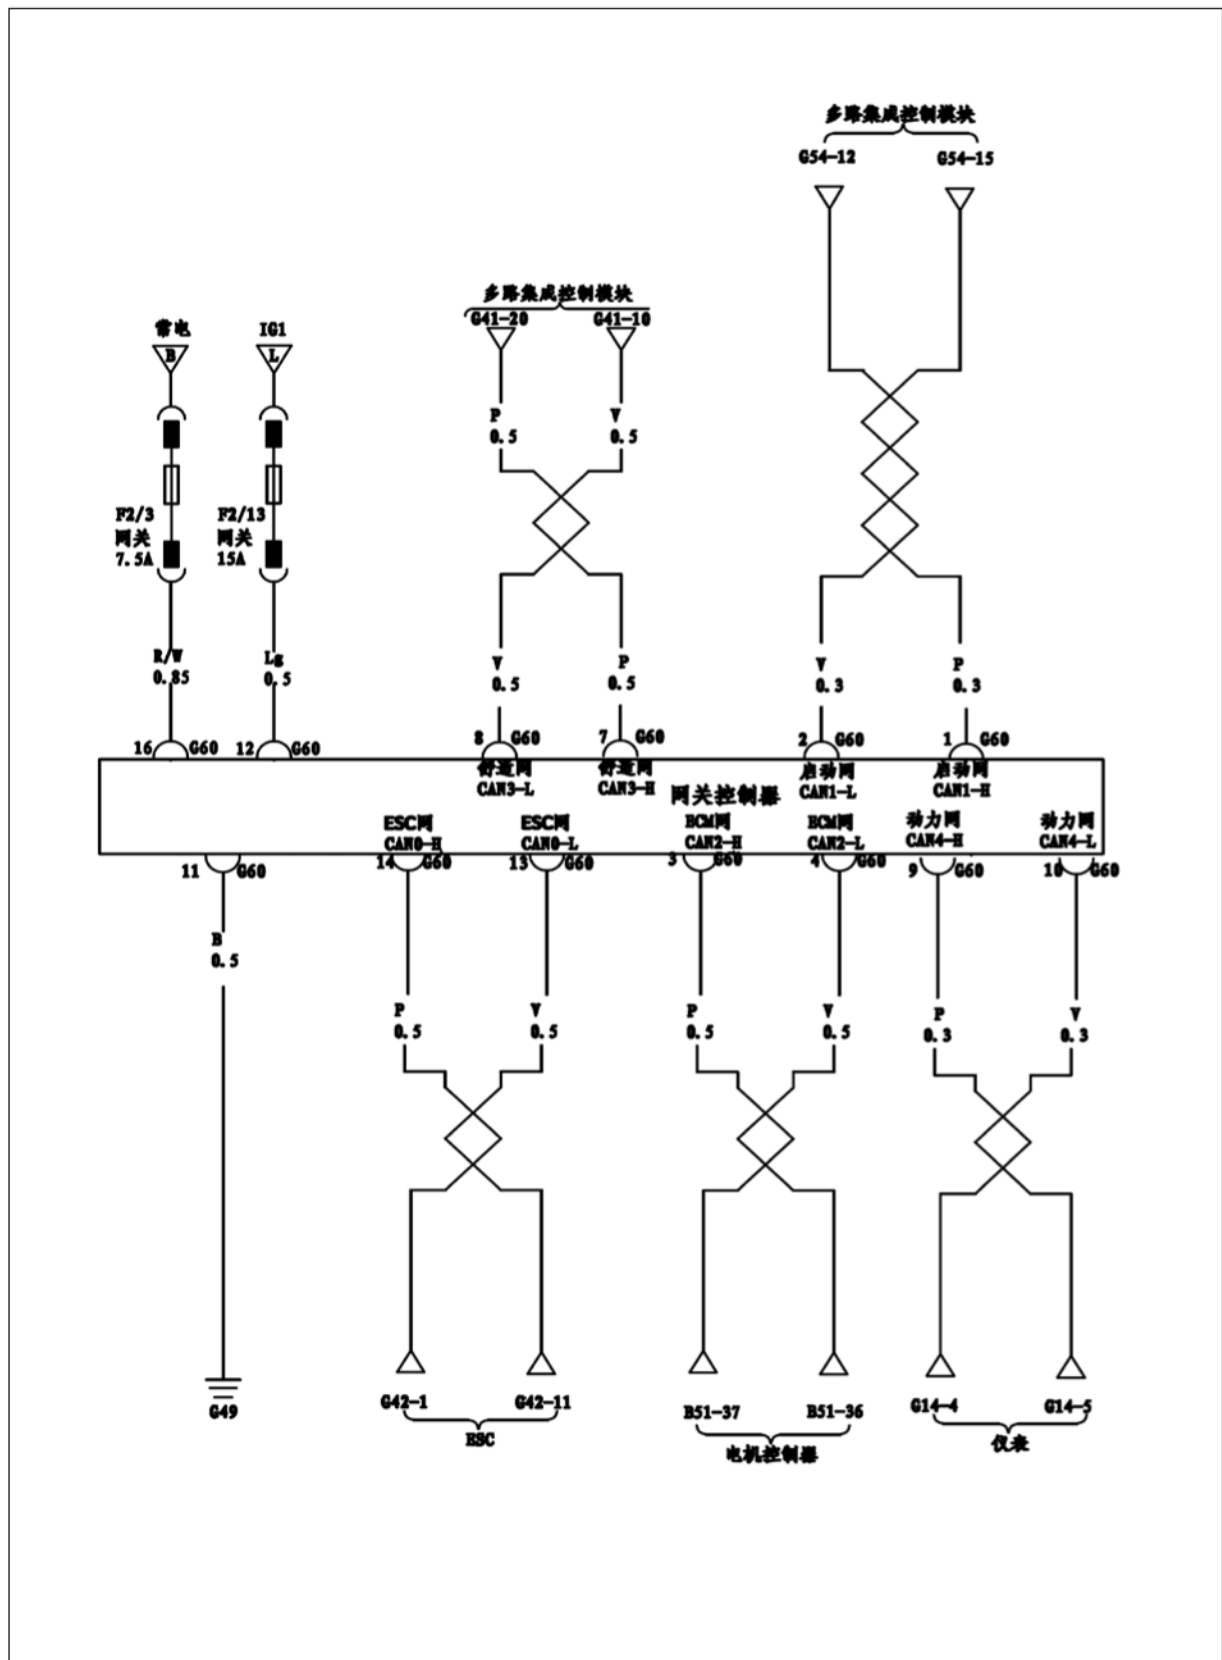 多路集成控制模块
G54-12
G54-15
多路集成控制模块
G41-20
G41-10
常电
IG1
B
L
P
0.5
V
0.5
F2/3
网关
7.5A
F2/13
网关
15A
R/W
0.85
Lg
0.5
V
0.5
P
0.5
V
0.3
P
0.3
16
G60
12
G60
8
G60
7
G60
2
G60
1
G60
舒适网
CAN3-L
舒适网
CAN3-H
网关控制器
启动网
CAN1-L
启动网
CAN1-H
ESC网
CAN0-H
ESC网
CAN0-L
BCM网
CAN2-H
BCM网
CAN2-L
动力网
CAN4-H
动力网
CAN4-L
11
G60
14
G60
13
G60
3
G60
4
G60
9
G60
10
G60
B
0.5
P
0.5
V
0.5
P
0.5
V
0.5
P
0.3
V
0.3
G49
G42-1
G42-11
ESC
B51-37
B51-36
电机控制器
G14-4
G14-5
仪表